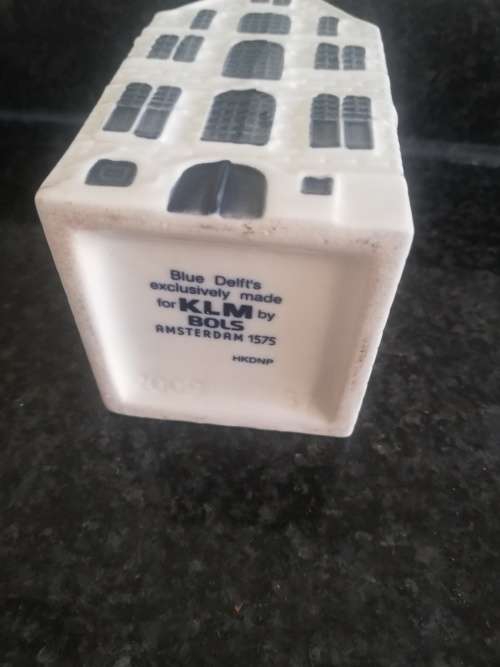 Blue Delft's
exclusively made
for KLM by
BOLS
AMSTERDAM 1575
HKDNP